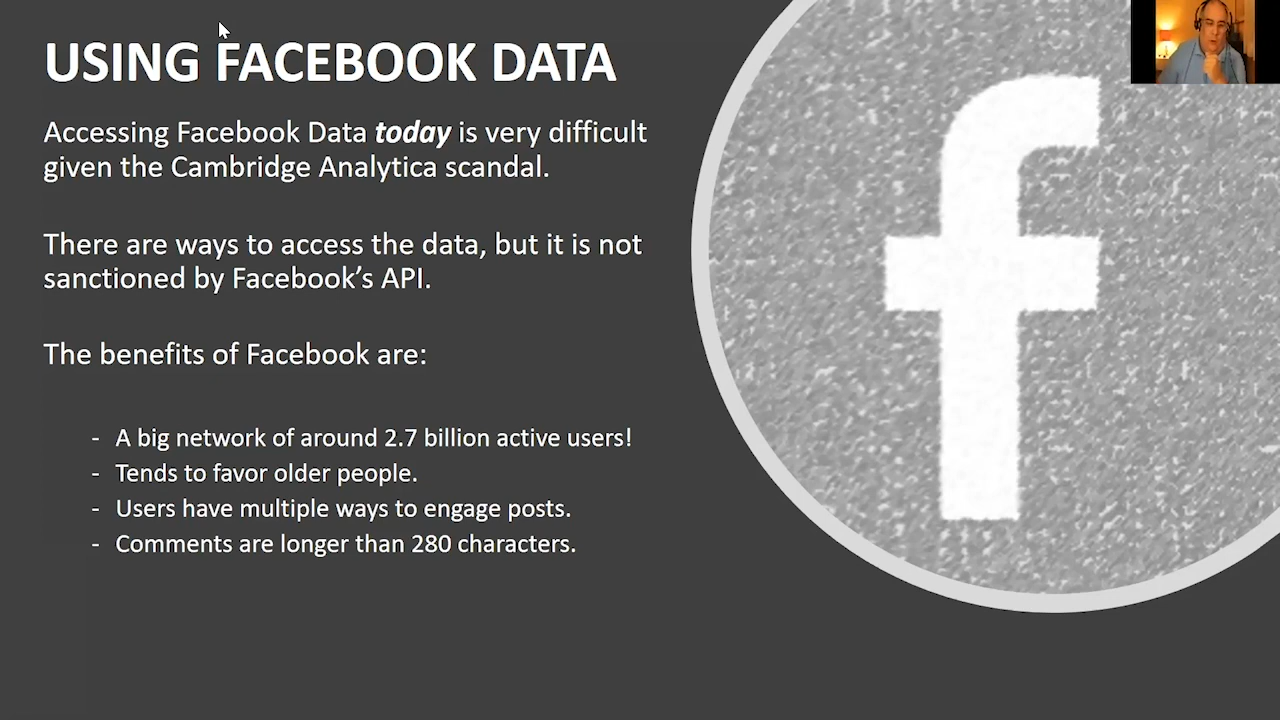 USING FACEBOOK DATA
Accessing Facebook Data today is very difficult
given the Cambridge Analytica scandal.
There are ways to access the data, but it is not
sanctioned by Facebook’s API.
The benefits of Facebook are:
- A big network of around 2.7 billion active users!
- Tends to favor older people.
- Users have multiple ways to engage posts.
- Comments are longer than 280 characters.